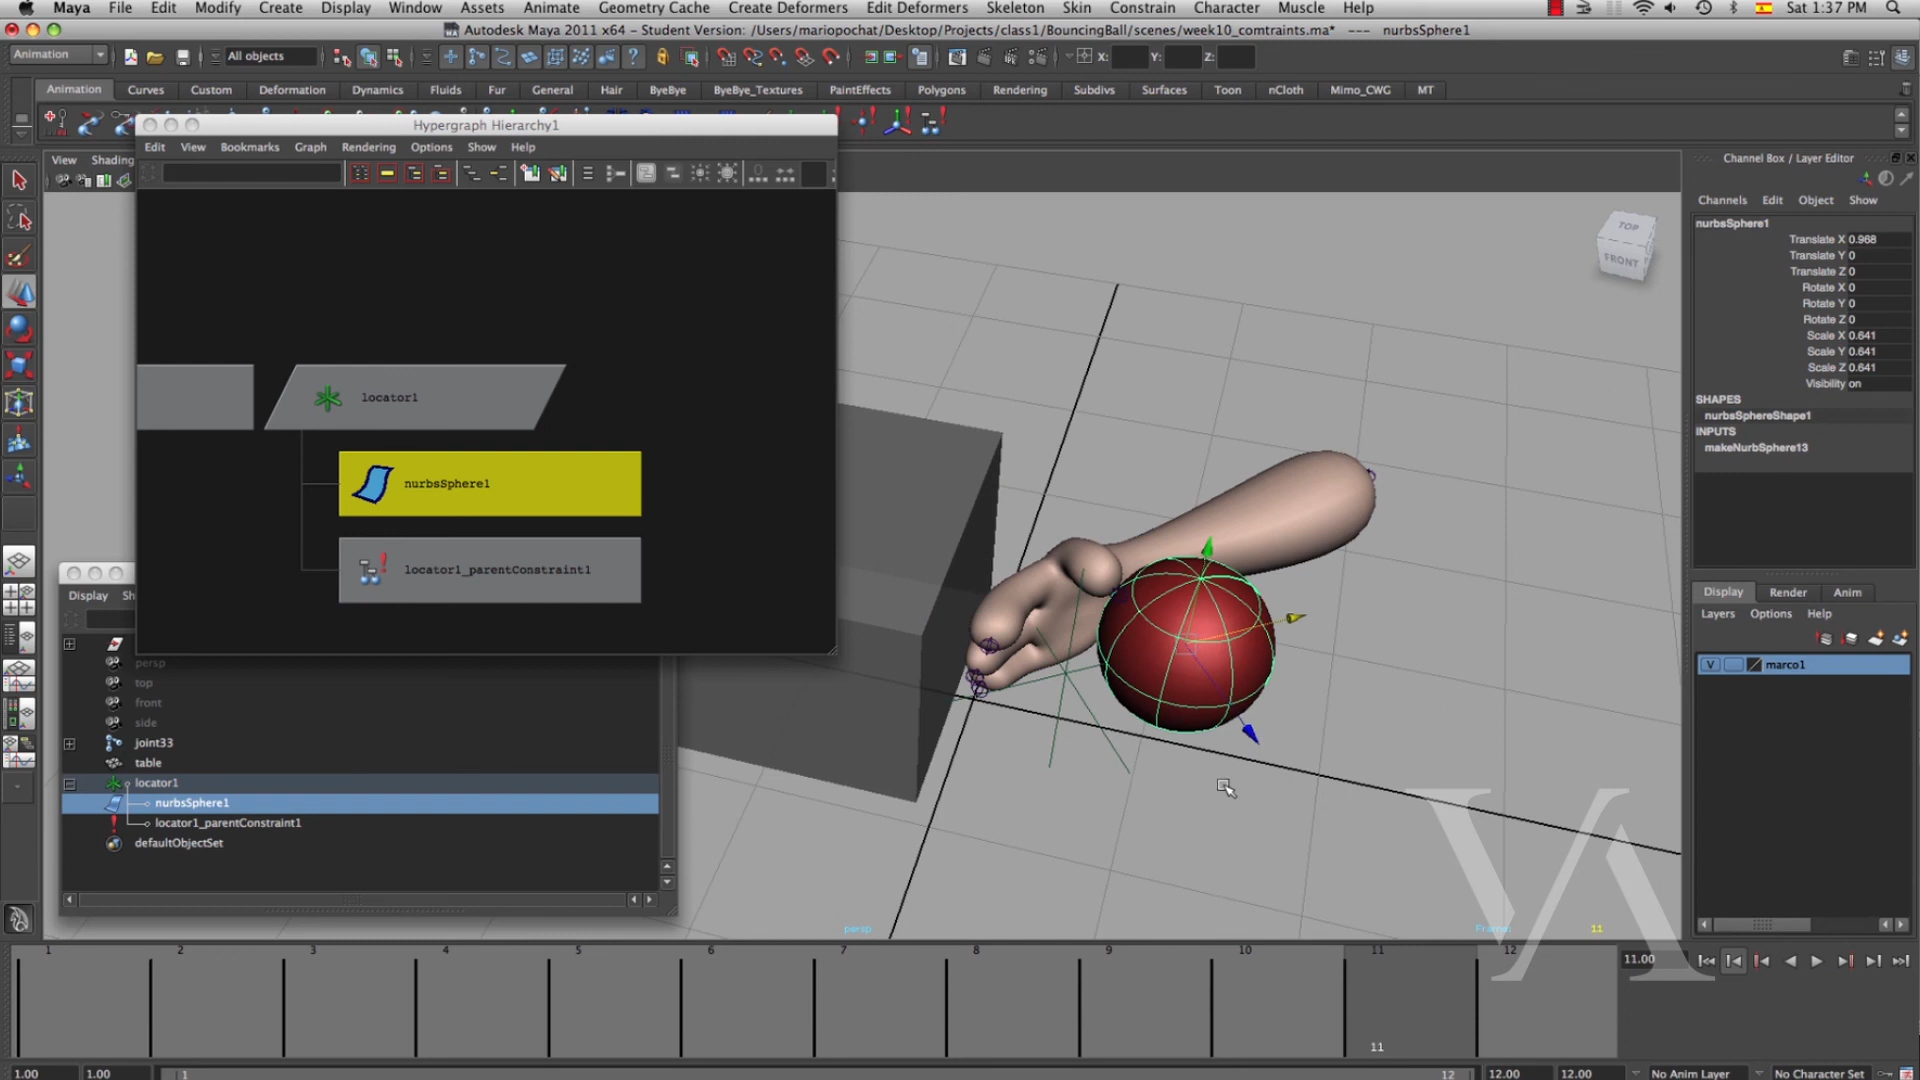 Maya File Edit Modify Create Display Window Assets Animate Geometry Cache Create Deformers Edit Deformers Skeleton Skin Constrain Character Muscle Help Sat 1:37 PM
Autodesk Maya 2011 x64 - Student Version: /Users/mariopochat/Desktop/Projects/class1/BouncingBall/scenes/week10_comtraints.ma* --- nurbsSphere1
Animation All objects X: Y: Z:
Animation Curves Custom Deformation Dynamics Fluids Fur General Hair ByeBye ByeBye_Textures PaintEffects Polygons Rendering Subdivs Surfaces Toon nCloth Mimo_CWG MT
Hypergraph Hierarchy1
Edit View Bookmarks Graph Rendering Options Show Help
View Shading
locator1
nurbsSphere1
locator1_parentConstraint1
Display Sh
persp
top
front
side
joint33
table
locator1
nurbsSphere1
locator1_parentConstraint1
defaultObjectSet
TOP
FRONT
persp
11
VA
Channel Box / Layer Editor
Channels Edit Object Show
nurbsSphere1
Translate X 0.968
Translate Y 0
Translate Z 0
Rotate X 0
Rotate Y 0
Rotate Z 0
Scale X 0.641
Scale Y 0.641
Scale Z 0.641
Visibility on
SHAPES
nurbsSphereShape1
INPUTS
makeNurbSphere13
Display Render Anim
Layers Options Help
V marco1
1 2 3 4 5 6 7 8 9 10 11 12
11
11.00
1.00 1.00 1 12 12.00 12.00 No Anim Layer No Character Set